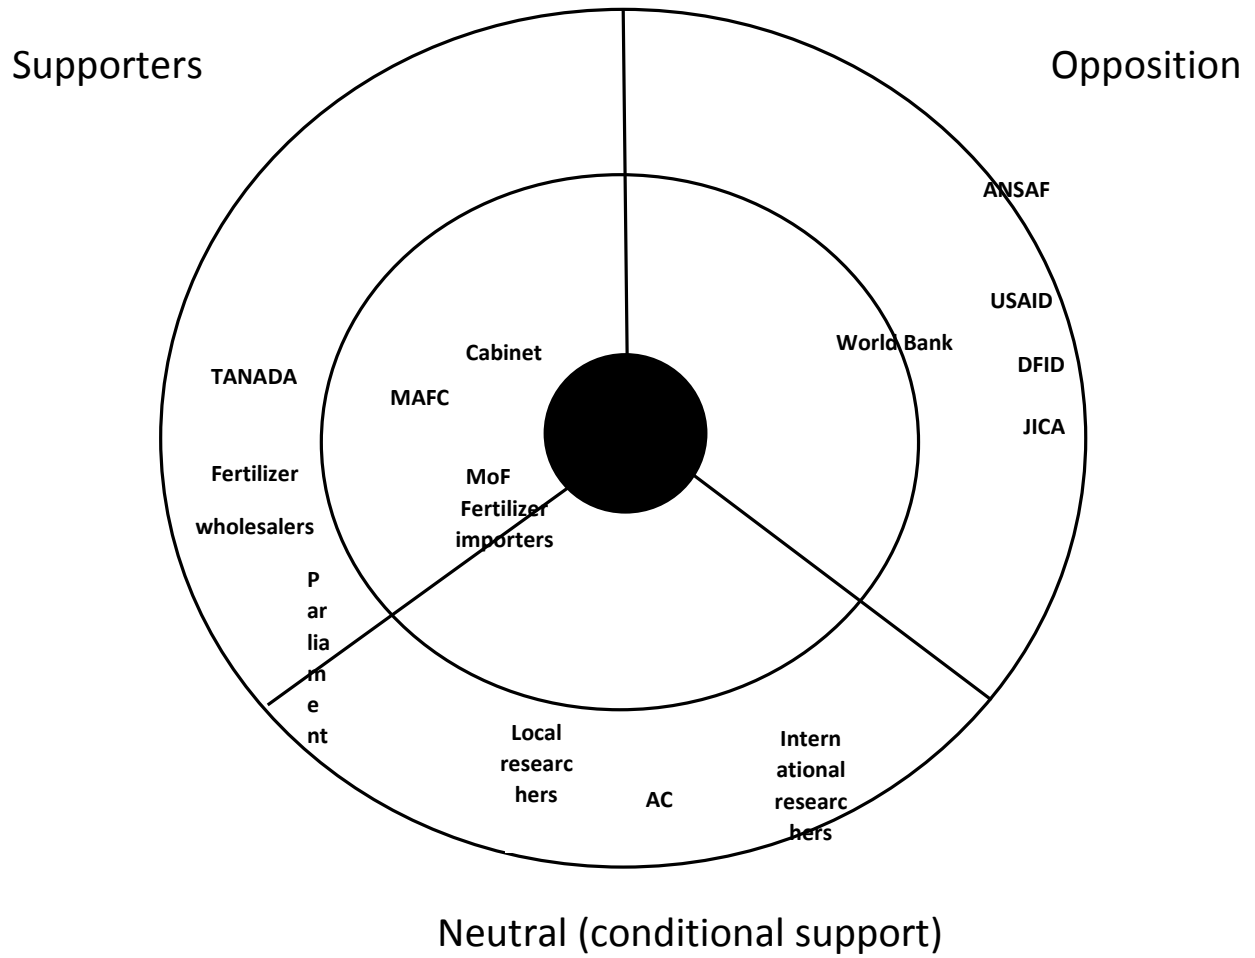 Supporters
Opposition
ANSAF
USAID
World Bank
Cabinet
DFID
TANADA
MAFC
JICA
Fertilizer
wholesalers
MoF
Fertilizer
importers
P
ar
lia
m
e
nt
Local
researc
hers
AC
Intern
ational
researc
hers
Neutral (conditional support)